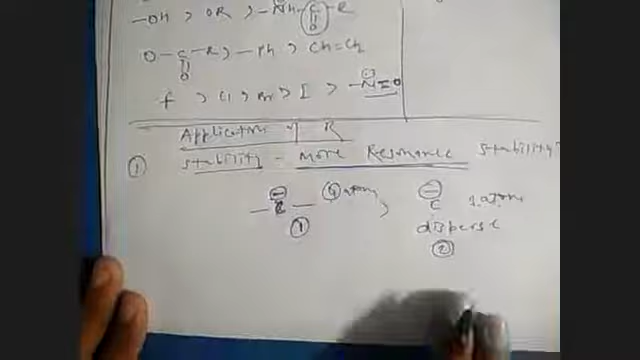 -OH > OR > -NH-C-R
O
O-C-R > -Ph > CH=CH2
O
F > Cl > Br > I > -N=O
Application of R
① Stability - More Resonance Stability
⊖ C - ④ atom > ⊖ C 2 atom
disperse
① ②